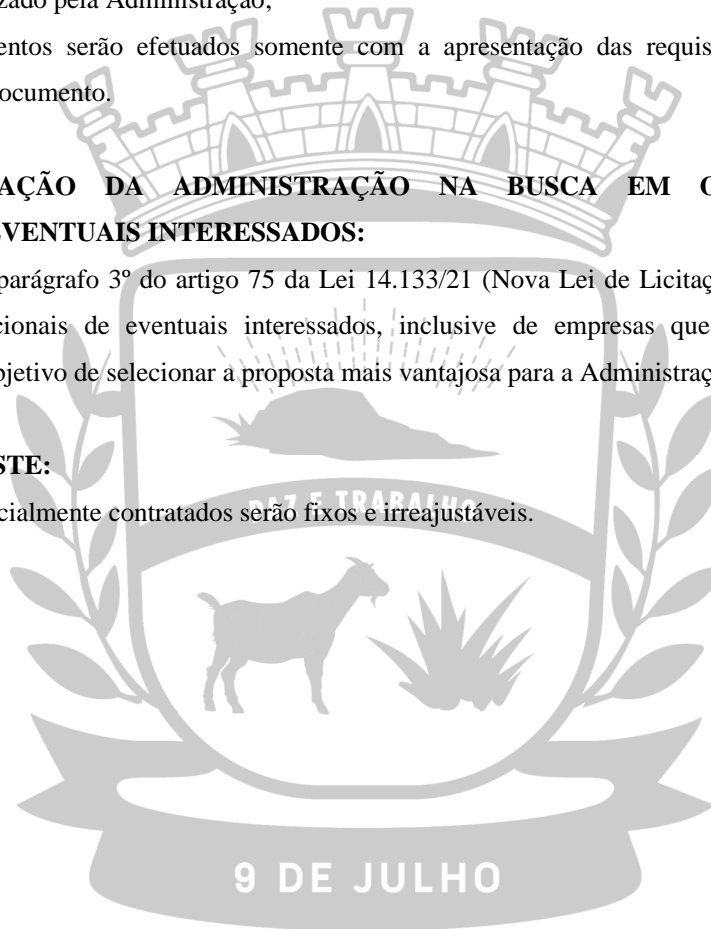 zado pela Administração;
entos serão efetuados somente com a apresentação das requis
documento.
AÇÃO DA ADMINISTRAÇÃO NA BUSCA EM
EVENTUAIS INTERESSADOS:
parágrafo 3º do artigo 75 da Lei 14.133/21 (Nova Lei de Licitaç
cionais de eventuais interessados, inclusive de empresas que
bjetivo de selecionar a proposta mais vantajosa para a Administraç
STE:
PAZ E TRABALHO
cialmente contratados serão fixos e irreajustáveis.
9 DE JULHO